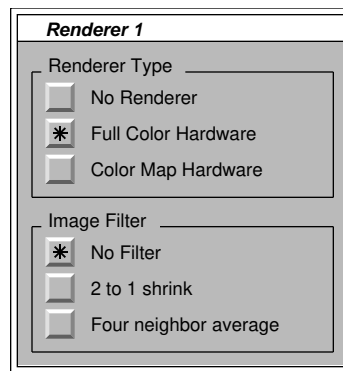 Renderer 1
Renderer Type
No Renderer
Full Color Hardware
Color Map Hardware
Image Filter
No Filter
2 to 1 shrink
Four neighbor average